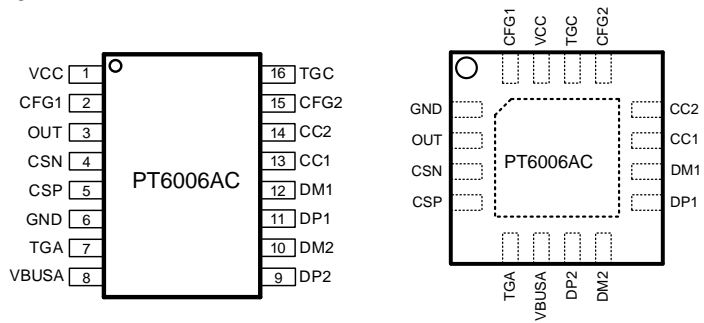 VCC 1 16 TGC
CFG1 2 15 CFG2
OUT 3 14 CC2
CSN 4 13 CC1
CSP 5 12 DM1
GND 6 11 DP1
TGA 7 10 DM2
VBUSA 8 9 DP2
PT6006AC
CFG1 VCC TGC CFG2
GND CC2
OUT CC1
CSN PT6006AC DM1
CSP DP1
TGA VBUSA DP2 DM2